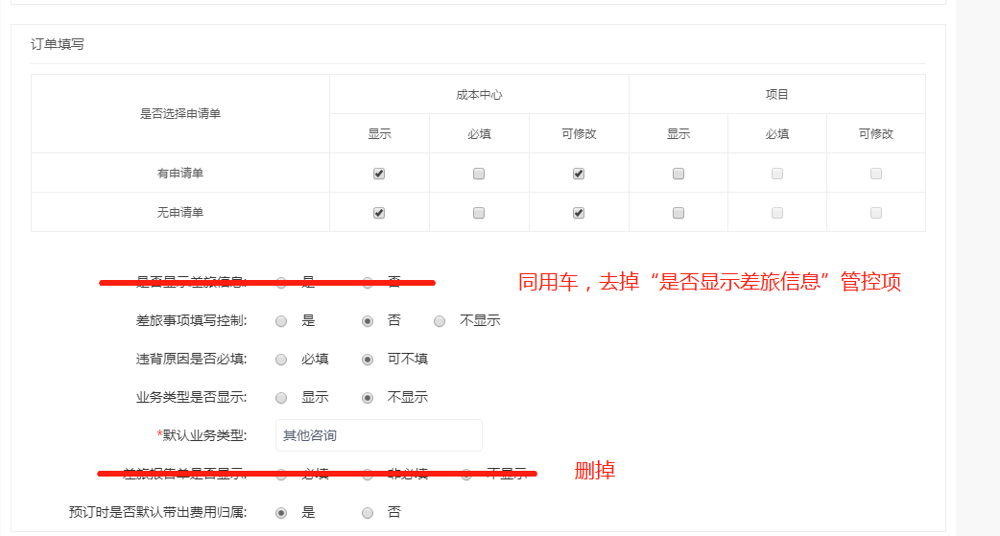 订单填写
是否选择申请单
成本中心
项目
显示
必填
可修改
显示
必填
可修改
有申请单
无申请单
是否显示差旅信息: 是 否
同用车，去掉“是否显示差旅信息”管控项
差旅事项填写控制: 是 否 不显示
违背原因是否必填: 必填 可不填
业务类型是否显示: 显示 不显示
*默认业务类型: 其他咨询
差旅报告单是否显示: 必填 非必填 不显示
删掉
预订时是否默认带出费用归属: 是 否